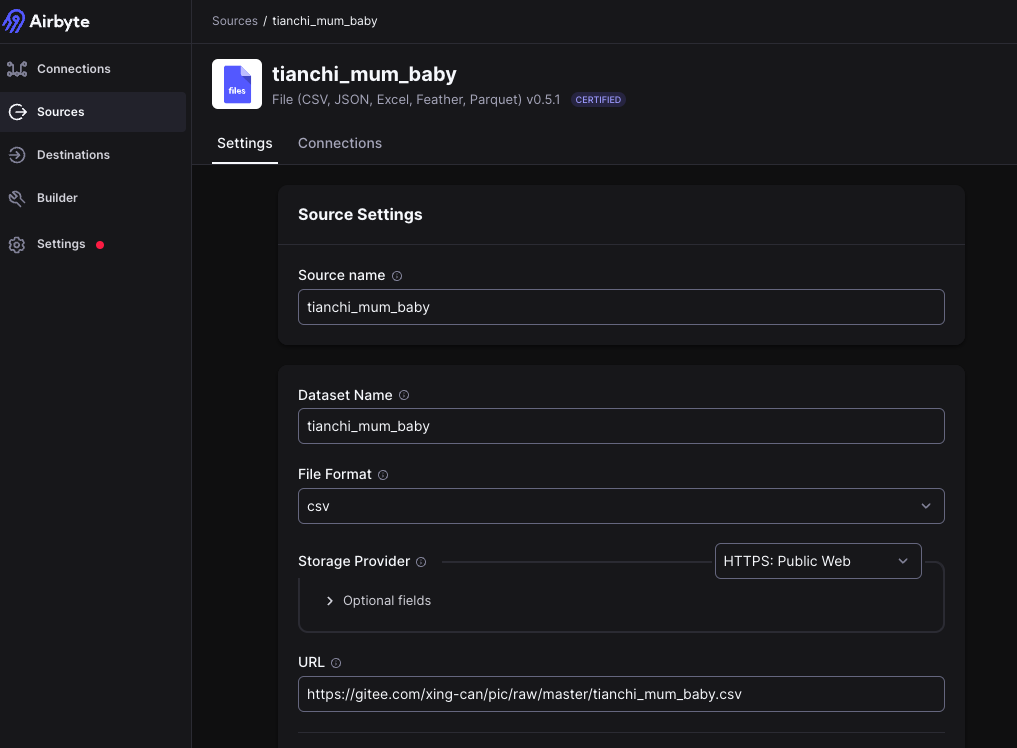 Airbyte
Connections
Sources
Destinations
Builder
Settings
Sources / tianchi_mum_baby
files
tianchi_mum_baby
File (CSV, JSON, Excel, Feather, Parquet) v0.5.1 CERTIFIED
Settings Connections
Source Settings
Source name
tianchi_mum_baby
Dataset Name
tianchi_mum_baby
File Format
csv
Storage Provider HTTPS: Public Web
Optional fields
URL
https://gitee.com/xing-can/pic/raw/master/tianchi_mum_baby.csv